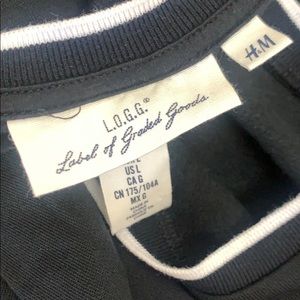 H&M
L.O.G.G.®
Label of Graded Goods
US L
CA G
CN 175/104A
MX G